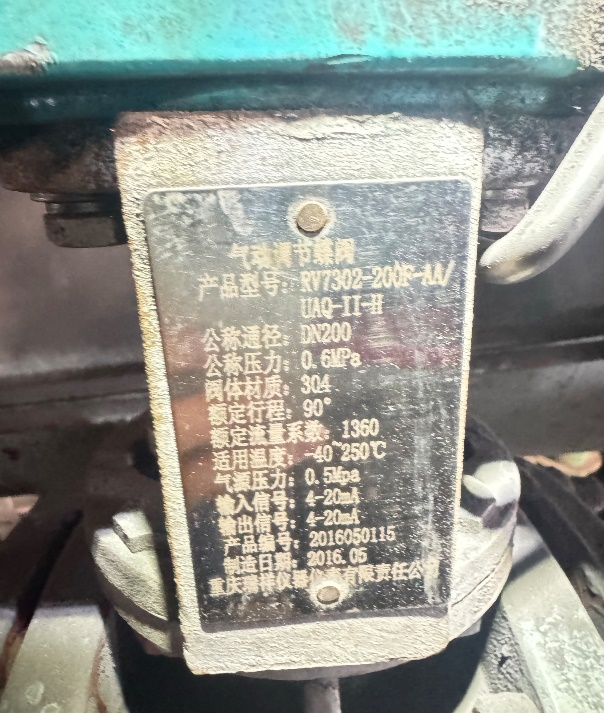 气动调节蝶阀
产品型号: RV7302-200F-AA/
UAQ-II-H
公称通径: DN200
公称压力: 0.6MPa
阀体材质: 304
额定行程: 90°
额定流量系数: 1360
适用温度: -40~250℃
气源压力: 0.5Mpa
输入信号: 4-20mA
输出信号: 4-20mA
产品编号: 2016050115
制造日期: 2016.05
重庆瑞祥仪器仪表有限责任公司